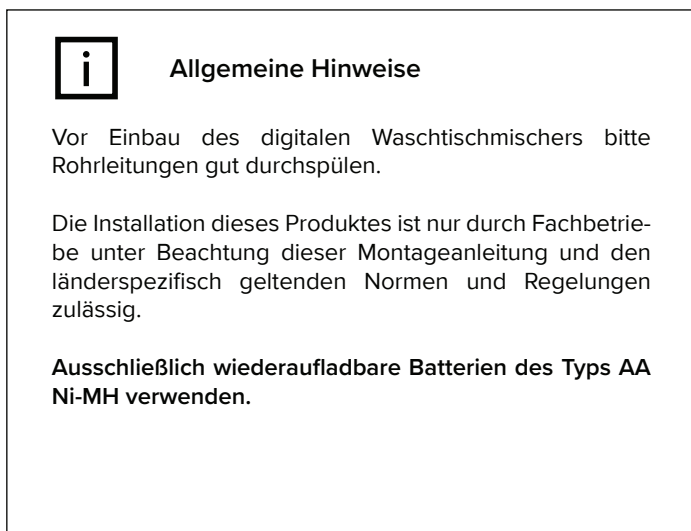 i
Allgemeine Hinweise
Vor Einbau des digitalen Waschtischmischers bitte
Rohrleitungen gut durchspülen.
Die Installation dieses Produktes ist nur durch Fachbetrie-
be unter Beachtung dieser Montageanleitung und den
länderspezifisch geltenden Normen und Regelungen
zulässig.
Ausschließlich wiederaufladbare Batterien des Typs AA
Ni-MH verwenden.